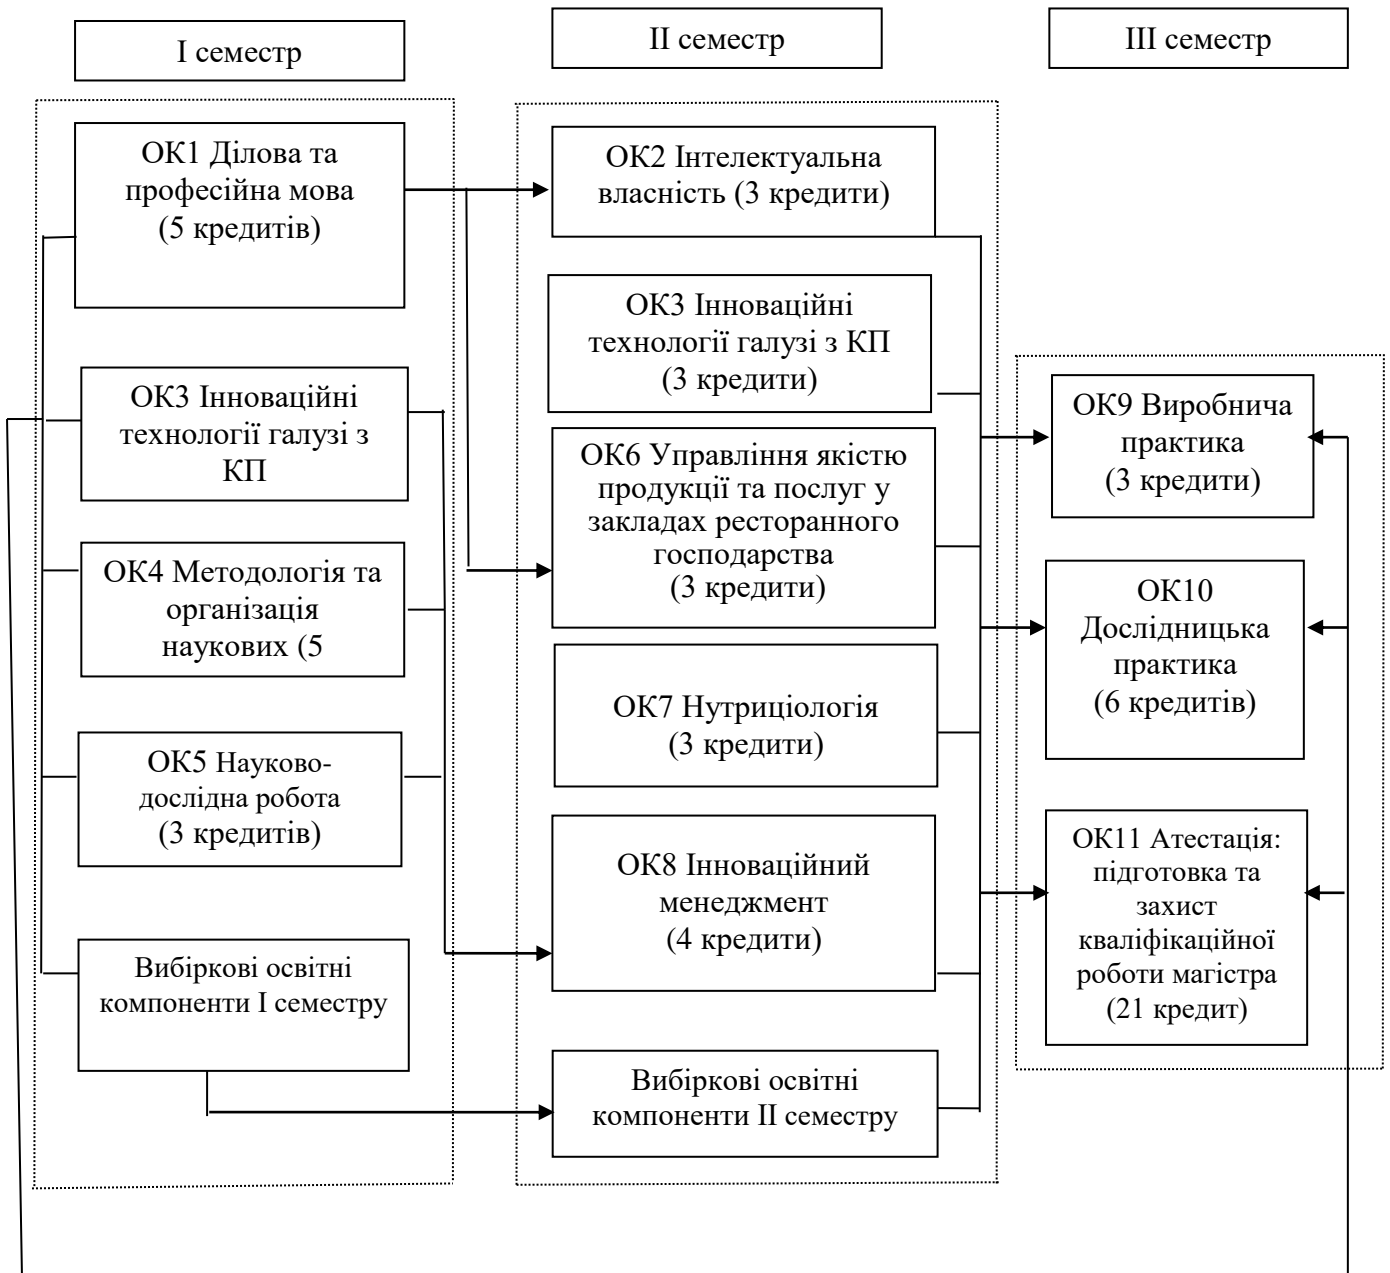 І семестр
ІІ семестр
ІІІ семестр
ОК1 Ділова та
професійна мова
(5 кредитів)
ОК3 Інноваційні
технології галузі з
КП
ОК4 Методологія та
організація
наукових (5
ОК5 Науково-
дослідна робота
(3 кредитів)
Вибіркові освітні
компоненти І семестру
ОК2 Інтелектуальна
власність (3 кредити)
ОК3 Інноваційні
технології галузі з КП
(3 кредити)
ОК6 Управління якістю
продукції та послуг у
закладах ресторанного
господарства
(3 кредити)
ОК7 Нутриціологія
(3 кредити)
ОК8 Інноваційний
менеджмент
(4 кредити)
Вибіркові освітні
компоненти ІІ семестру
ОК9 Виробнича
практика
(3 кредити)
ОК10
Дослідницька
практика
(6 кредитів)
ОК11 Атестація:
підготовка та
захист
кваліфікаційної
роботи магістра
(21 кредит)